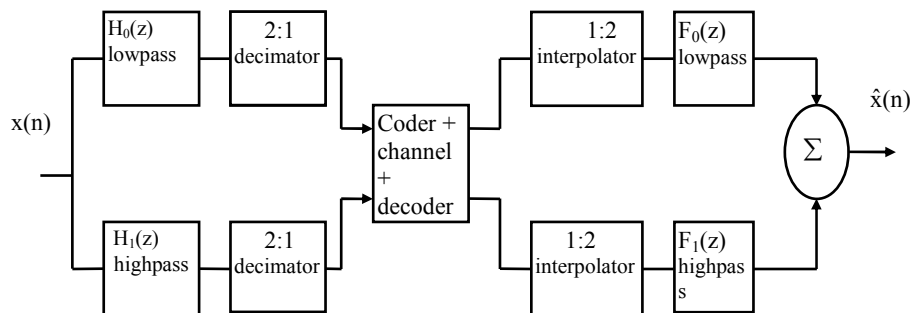 H₀(z)
lowpass
2:1
decimator
1:2
interpolator
F₀(z)
lowpass
x(n)
Coder +
channel
+
decoder
Σ
x̂(n)
H₁(z)
highpass
2:1
decimator
1:2
interpolator
F₁(z)
highpas
s